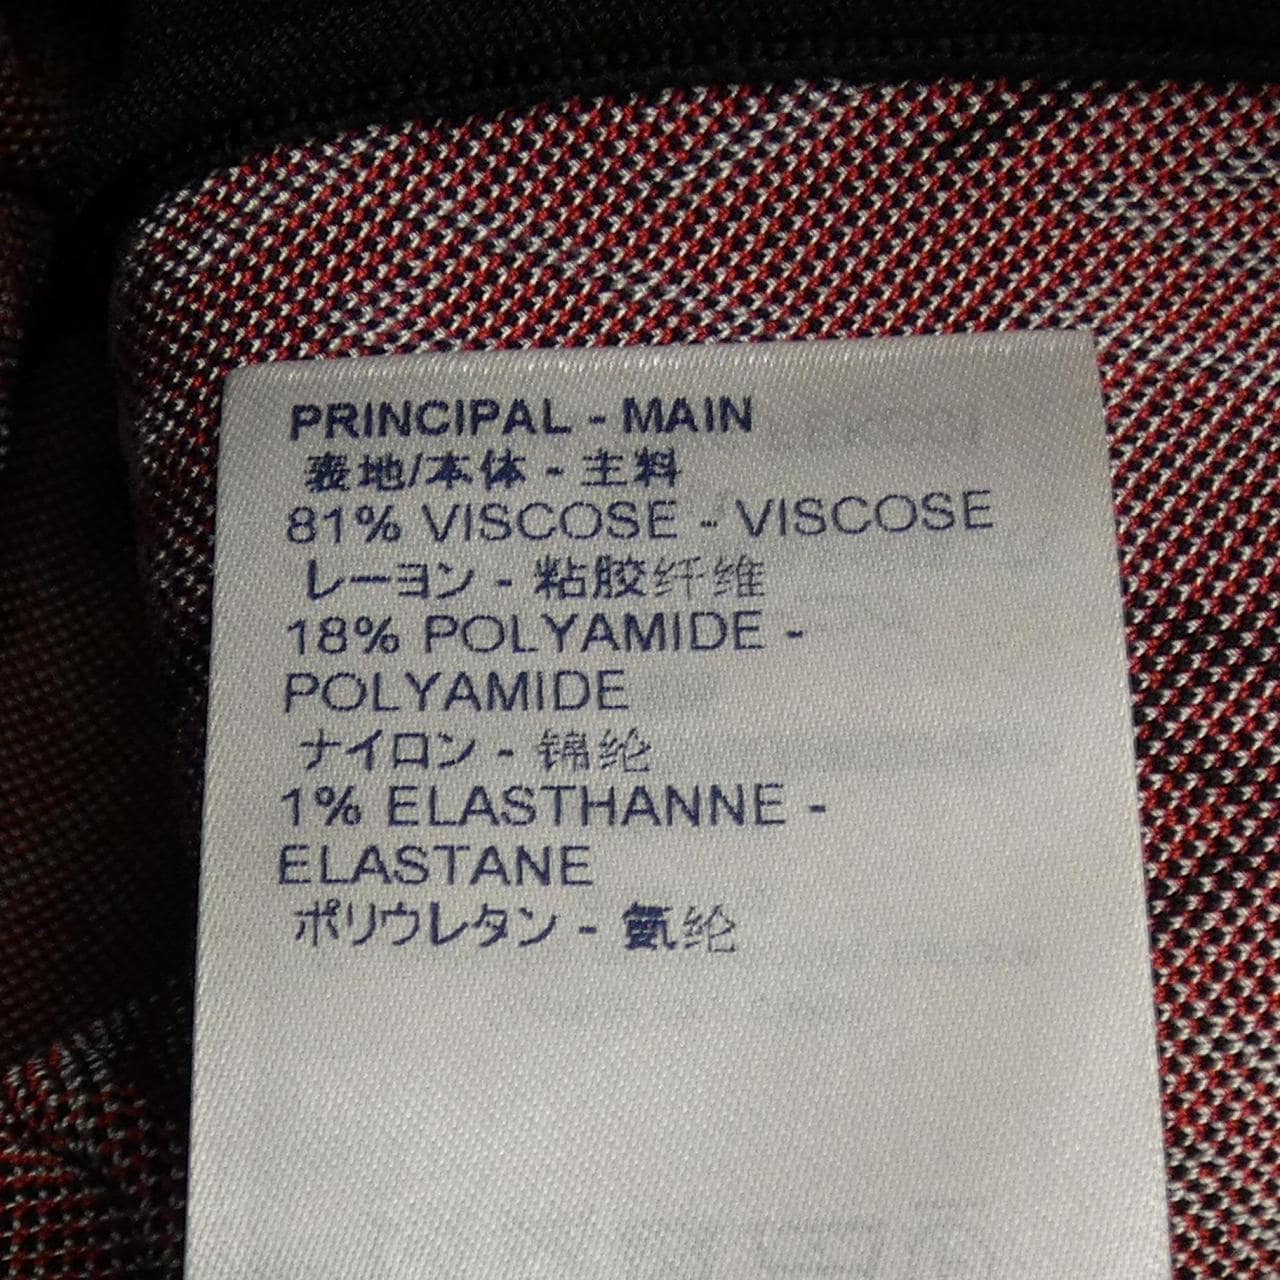 PRINCIPAL - MAIN
表地/本体 - 主料
81% VISCOSE - VISCOSE
レーヨン - 粘胶纤维
18% POLYAMIDE -
POLYAMIDE
ナイロン - 锦纶
1% ELASTHANNE -
ELASTANE
ポリウレタン - 氨纶